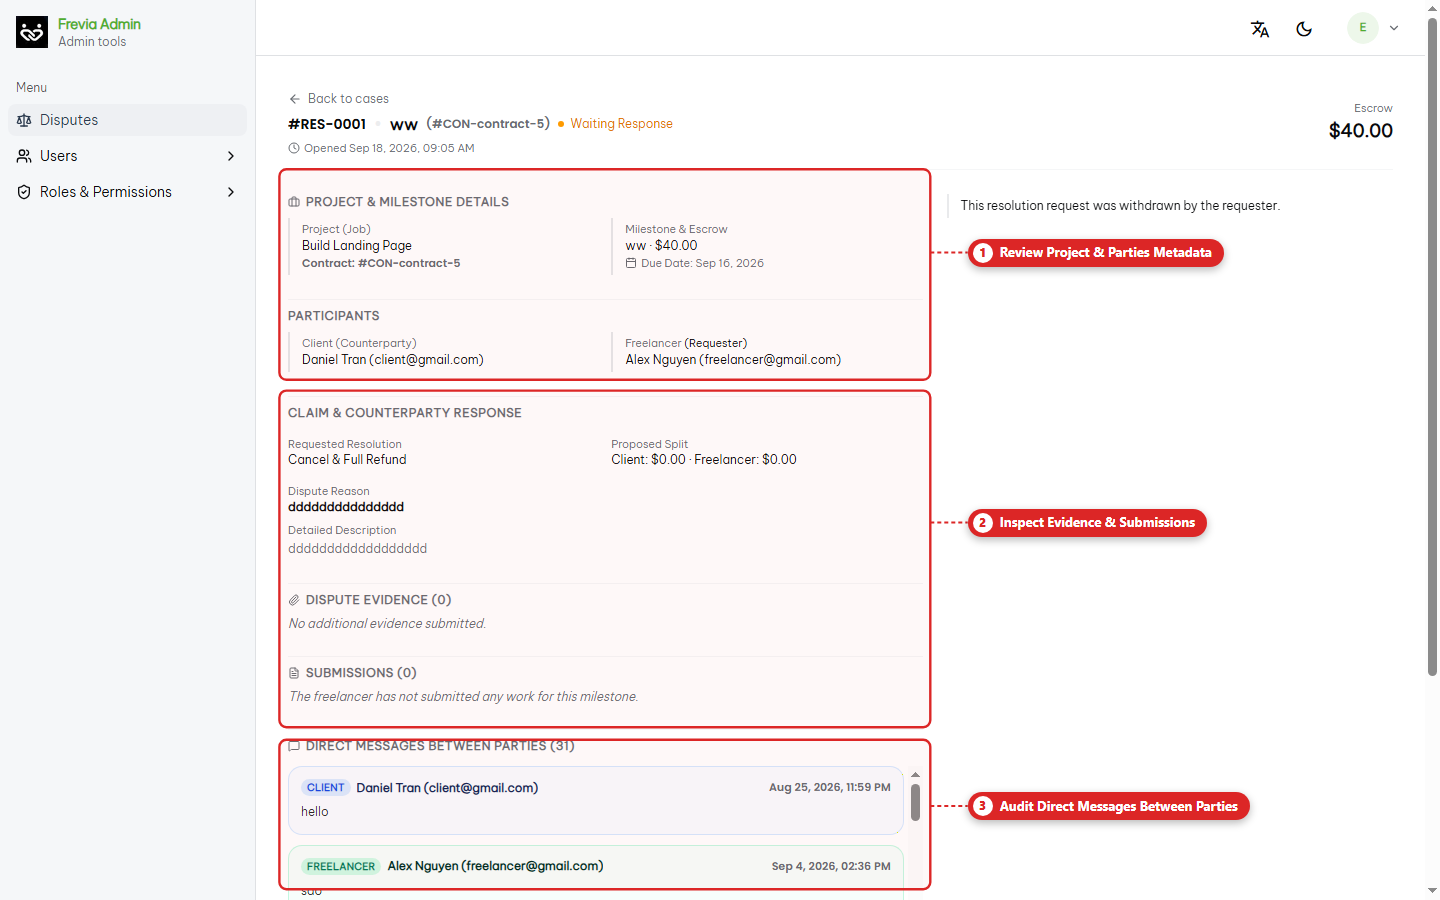 Frevia Admin
Admin tools
Menu
Disputes
Users
Roles & Permissions
E
Back to cases
#RES-0001 ww (#CON-contract-5) Waiting Response
Opened Sep 18, 2026, 09:05 AM
Escrow
$40.00
PROJECT & MILESTONE DETAILS
Project (Job)
Build Landing Page
Contract: #CON-contract-5
Milestone & Escrow
ww · $40.00
Due Date: Sep 16, 2026
PARTICIPANTS
Client (Counterparty)
Daniel Tran (client@gmail.com)
Freelancer (Requester)
Alex Nguyen (freelancer@gmail.com)
This resolution request was withdrawn by the requester.
1 Review Project & Parties Metadata
CLAIM & COUNTERPARTY RESPONSE
Requested Resolution
Cancel & Full Refund
Proposed Split
Client: $0.00 · Freelancer: $0.00
Dispute Reason
ddddddddddddddd
Detailed Description
dddddddddddddddddd
DISPUTE EVIDENCE (0)
No additional evidence submitted.
SUBMISSIONS (0)
The freelancer has not submitted any work for this milestone.
2 Inspect Evidence & Submissions
DIRECT MESSAGES BETWEEN PARTIES (31)
CLIENT Daniel Tran (client@gmail.com) Aug 25, 2026, 11:59 PM
hello
FREELANCER Alex Nguyen (freelancer@gmail.com) Sep 4, 2026, 02:36 PM
sao
3 Audit Direct Messages Between Parties